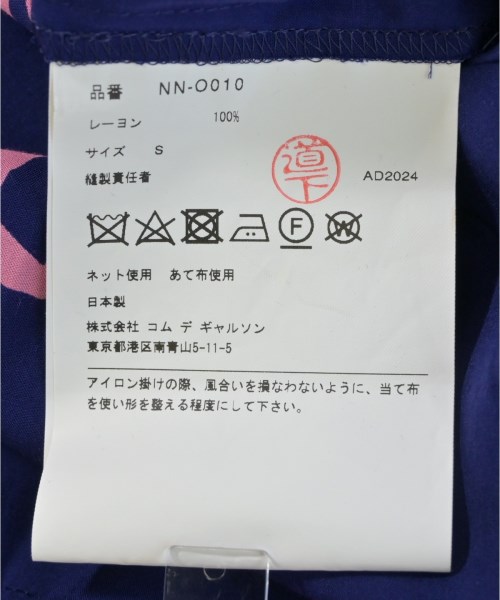 品番 NN-O010
レーヨン 100%
サイズ S
道下
縫製責任者 AD2024
F W
ネット使用 あて布使用
日本製
株式会社 コム デ ギャルソン
東京都港区南青山5-11-5
アイロン掛けの際、風合いを損なわないように、当て布
を使い形を整える程度にして下さい。